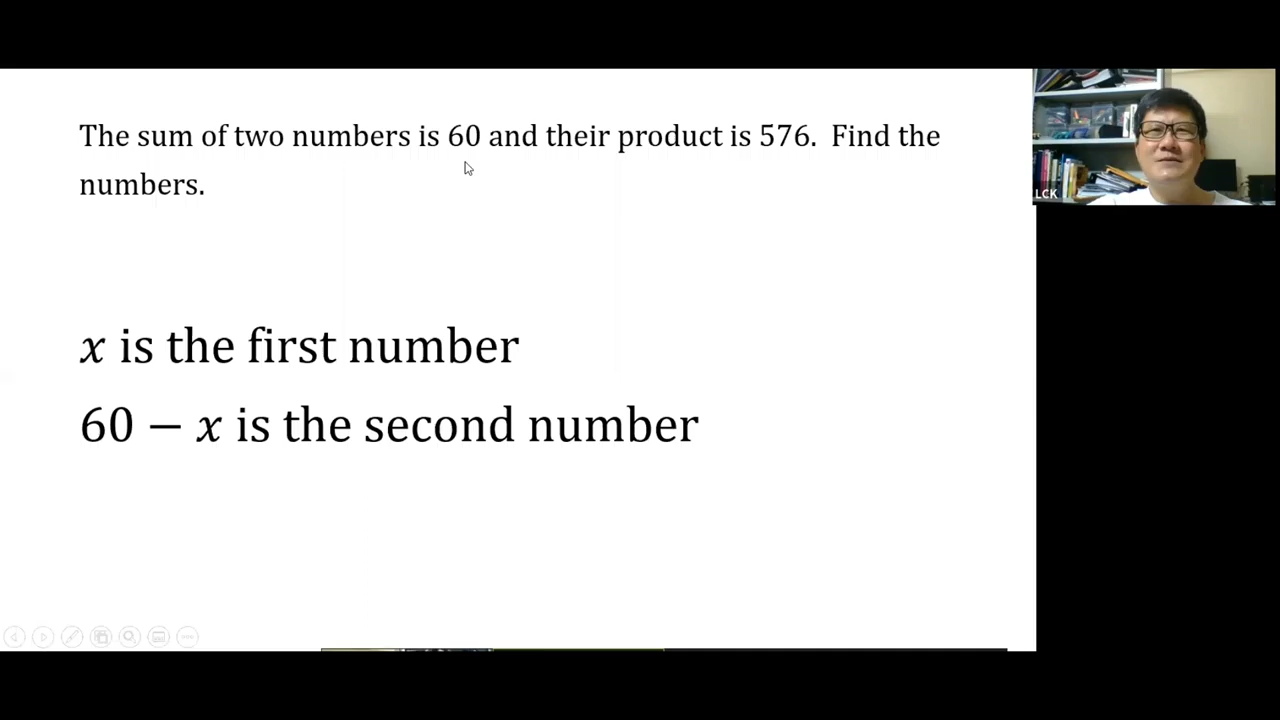 The sum of two numbers is 60 and their product is 576.  Find the
numbers.
LCK
x is the first number
60 − x is the second number